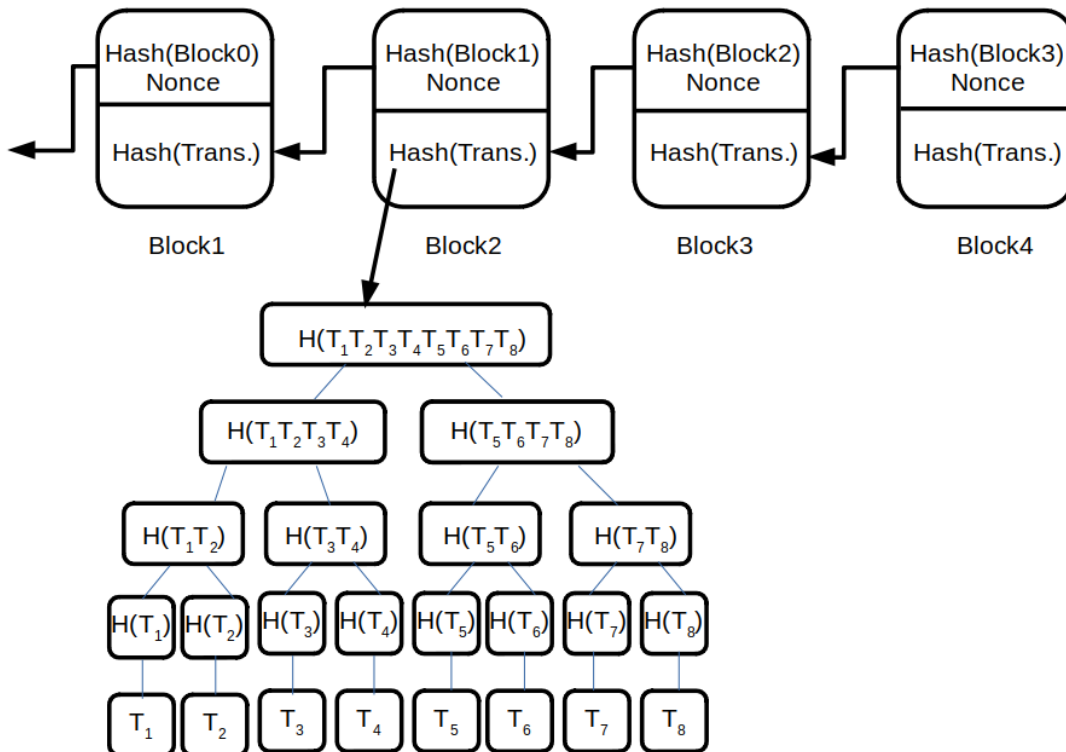 Hash(Block0)
Nonce
Hash(Trans.)
Block1
Hash(Block1)
Nonce
Hash(Trans.)
Block2
Hash(Block2)
Nonce
Hash(Trans.)
Block3
Hash(Block3)
Nonce
Hash(Trans.)
Block4
H(T₁T₂T₃T₄T₅T₆T₇T₈)
H(T₁T₂T₃T₄)
H(T₅T₆T₇T₈)
H(T₁T₂)
H(T₃T₄)
H(T₅T₆)
H(T₇T₈)
H(T₁)
H(T₂)
H(T₃)
H(T₄)
H(T₅)
H(T₆)
H(T₇)
H(T₈)
T₁
T₂
T₃
T₄
T₅
T₆
T₇
T₈